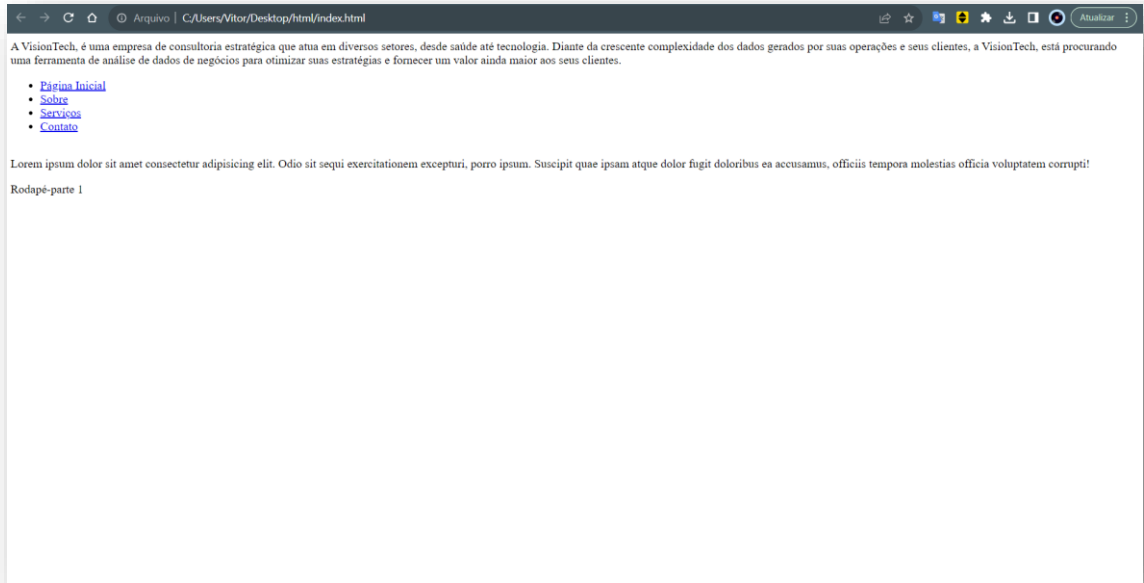 Arquivo | C:/Users/Vitor/Desktop/html/index.html Atualizar
A VisionTech, é uma empresa de consultoria estratégica que atua em diversos setores, desde saúde até tecnologia. Diante da crescente complexidade dos dados gerados por suas operações e seus clientes, a VisionTech, está procurando
uma ferramenta de análise de dados de negócios para otimizar suas estratégias e fornecer um valor ainda maior aos seus clientes.
• Página Inicial
• Sobre
• Serviços
• Contato
Lorem ipsum dolor sit amet consectetur adipisicing elit. Odio sit sequi exercitationem excepturi, porro ipsum. Suscipit quae ipsam atque dolor fugit doloribus ea accusamus, officiis tempora molestias officia voluptatem corrupti!
Rodapé-parte 1